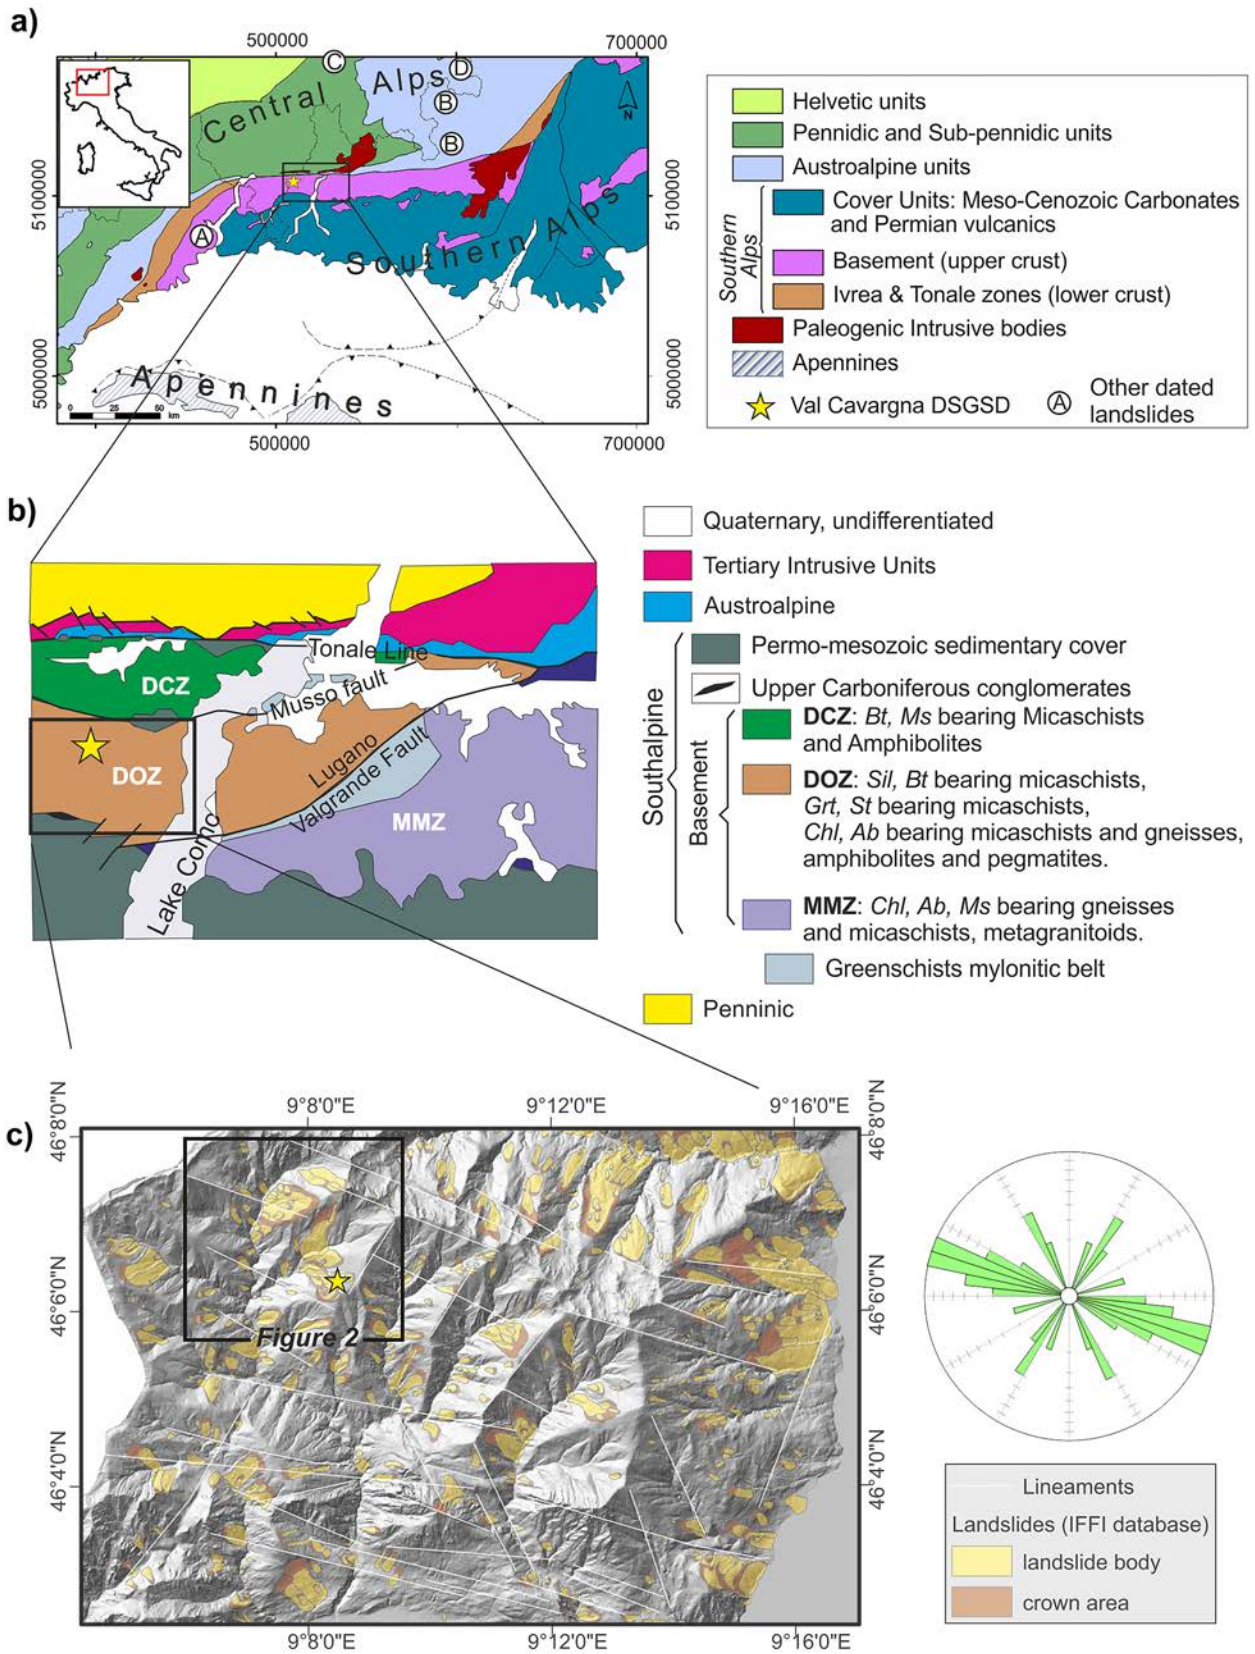 a)
500000
700000
Central
Alps
C
D
B
B
A
N
5100000
5100000
Southern Alps
5000000
5000000
Apennines
0 25 50
km
500000
700000
Helvetic units
Pennidic and Sub-pennidic units
Austroalpine units
Southern
Alps
Cover Units: Meso-Cenozoic Carbonates
and Permian vulcanics
Basement (upper crust)
Ivrea & Tonale zones (lower crust)
Paleogenic Intrusive bodies
Apennines
Val Cavargna DSGSD
A
Other dated
landslides
b)
Tonale Line
DCZ
Musso fault
DOZ
Lugano
Valgrande Fault
MMZ
Lake Como
Quaternary, undifferentiated
Tertiary Intrusive Units
Austroalpine
Southalpine
Permo-mesozoic sedimentary cover
Upper Carboniferous conglomerates
Basement
DCZ: Bt, Ms bearing Micaschists
and Amphibolites
DOZ: Sil, Bt bearing micaschists,
Grt, St bearing micaschists,
Chl, Ab bearing micaschists and gneisses,
amphibolites and pegmatites.
MMZ: Chl, Ab, Ms bearing gneisses
and micaschists, metagranitoids.
Greenschists mylonitic belt
Penninic
c)
9°8'0"E
9°12'0"E
9°16'0"E
46°8'0"N
46°8'0"N
46°6'0"N
46°6'0"N
Figure 2
46°4'0"N
46°4'0"N
9°8'0"E
9°12'0"E
9°16'0"E
Lineaments
Landslides (IFFI database)
landslide body
crown area